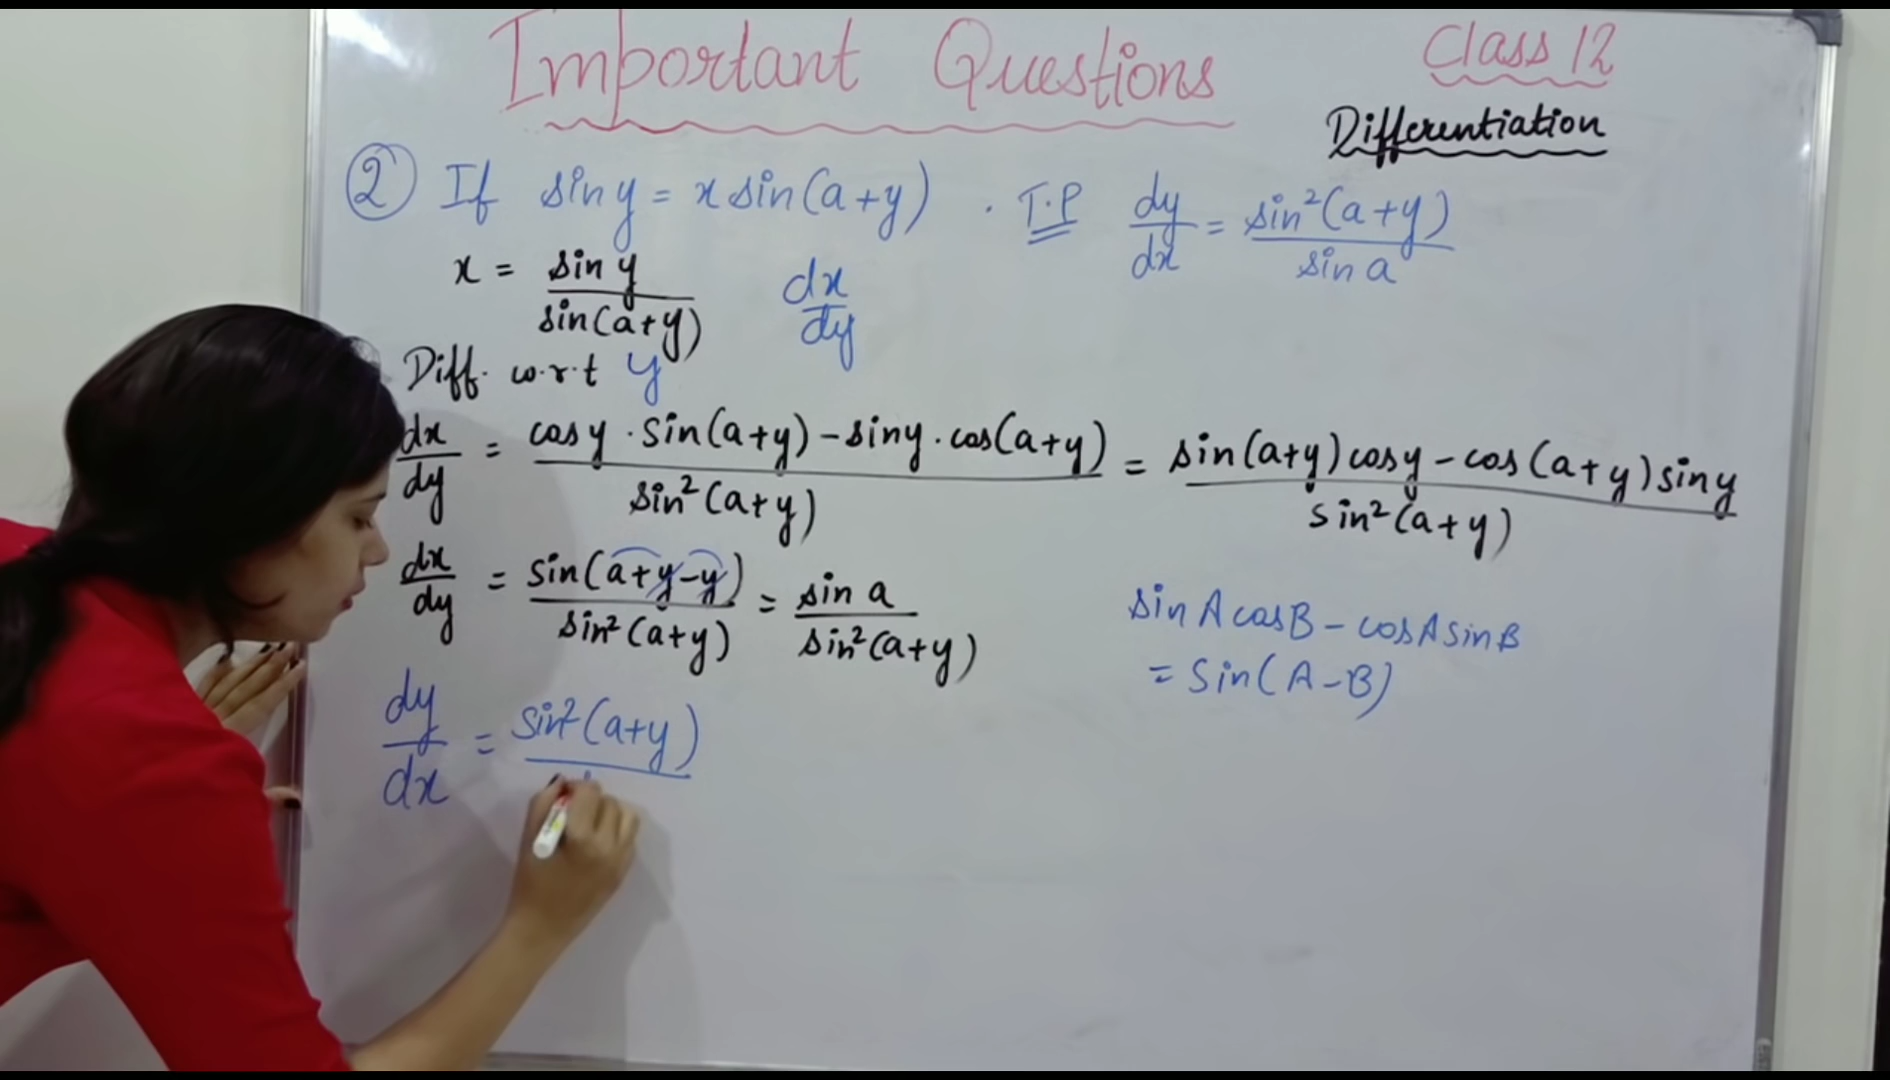 Important Questions
Class 12
Differentiation
② If sin y = x sin(a+y) . T.P dy/dx = sin²(a+y)/sin a
x = sin y/sin(a+y) dx/dy
Diff. w.r.t y
dx/dy = cos y . sin(a+y) - sin y . cos(a+y)/sin²(a+y) = sin(a+y) cos y - cos(a+y) sin y/sin²(a+y)
dx/dy = sin(a+y-y)/sin²(a+y) = sin a/sin²(a+y)
sin A cos B - cos A sin B
= sin(A-B)
dy/dx = sin²(a+y)/